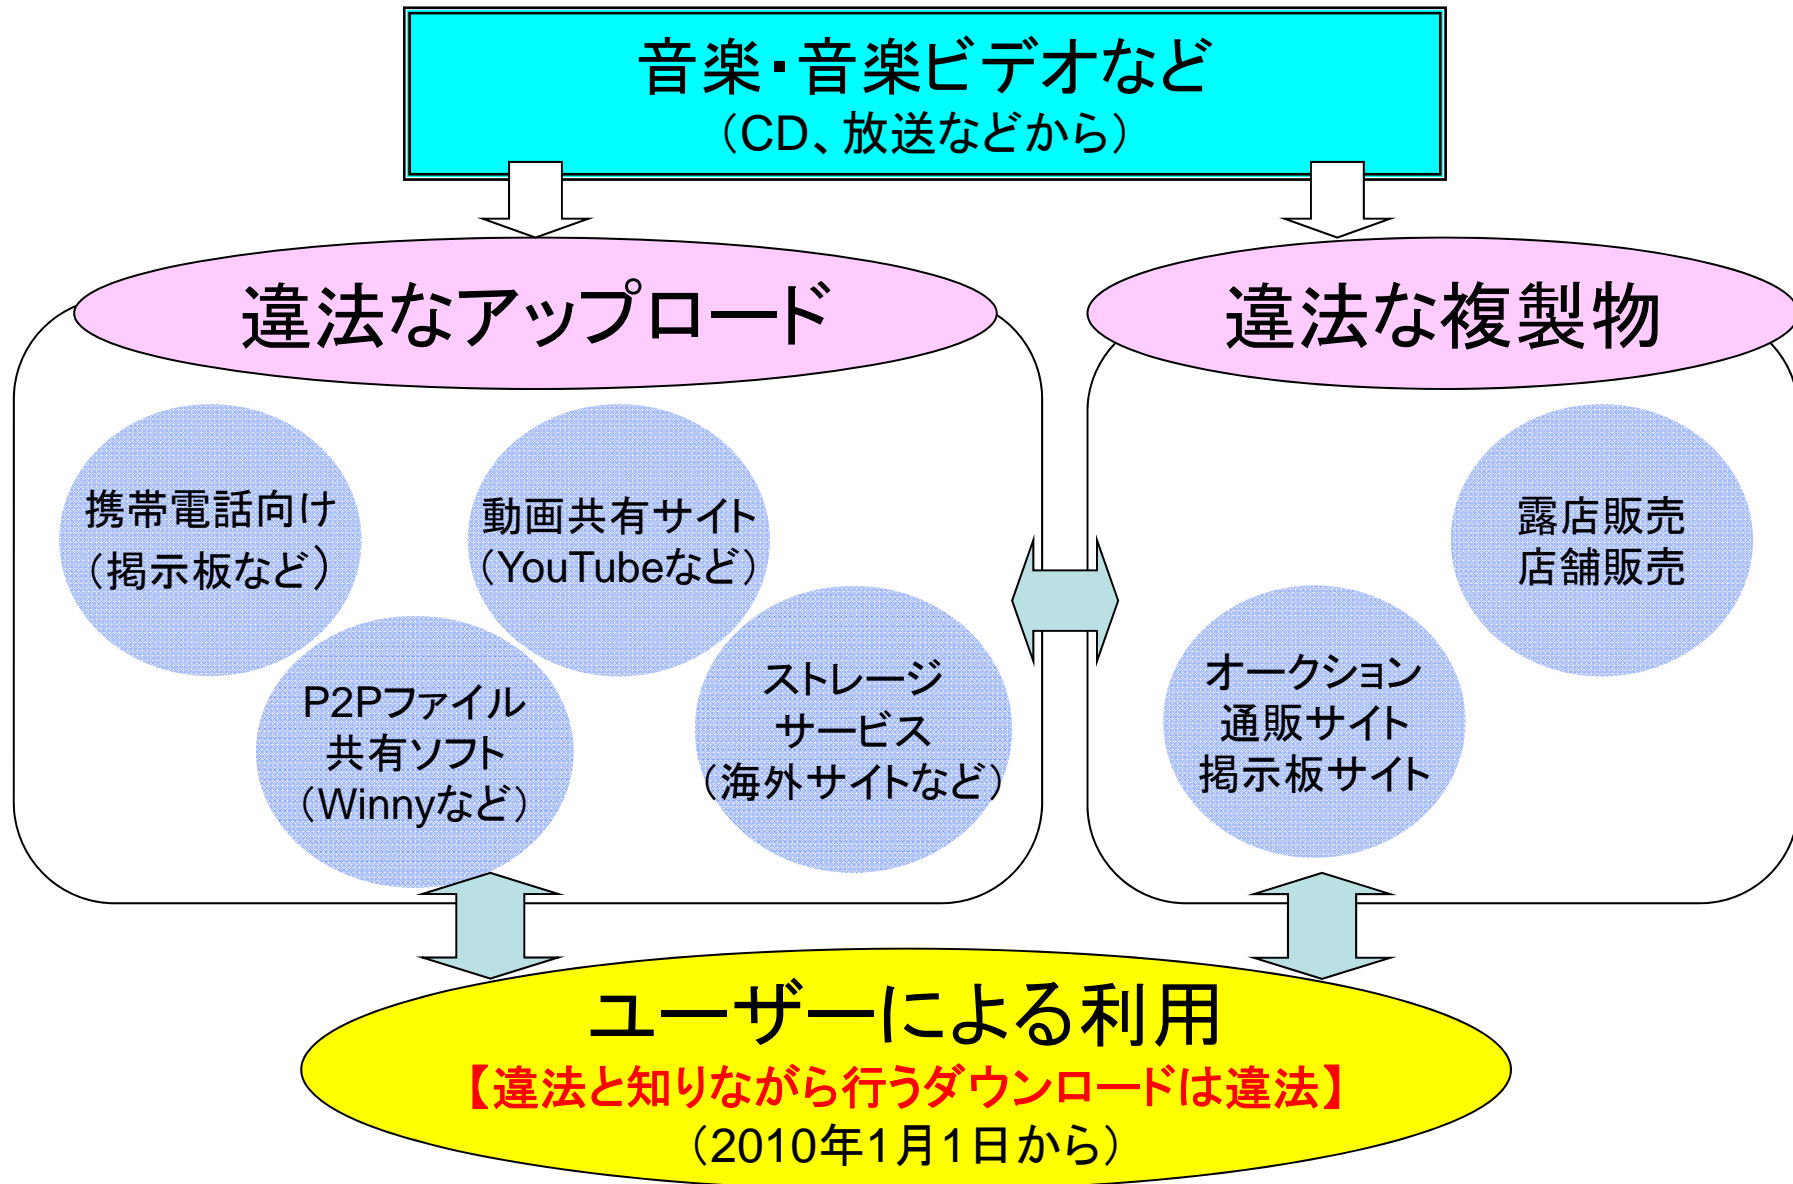 音楽・音楽ビデオなど
（CD、放送などから）
違法なアップロード
違法な複製物
携帯電話向け
（掲示板など）
動画共有サイト
（YouTubeなど）
P2Pファイル
共有ソフト
（Winnyなど）
ストレージ
サービス
（海外サイトなど）
露店販売
店舗販売
オークション
通販サイト
掲示板サイト
ユーザーによる利用
【違法と知りながら行うダウンロードは違法】
（2010年1月1日から）